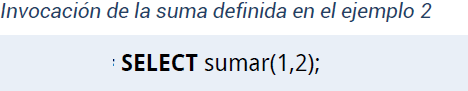 Invocación de la suma definida en el ejemplo 2
SELECT sumar(1,2);